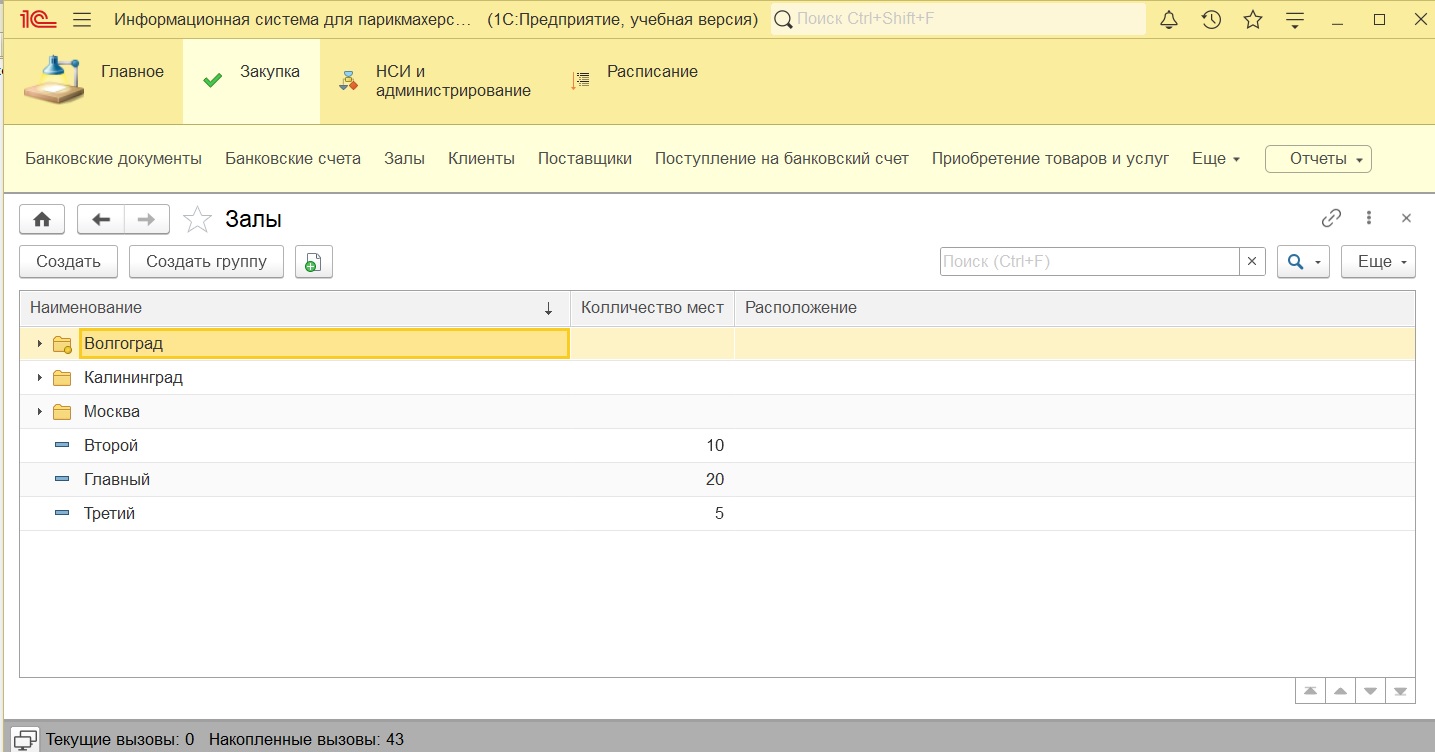 1С Информационная система для парикмахерс... (1С:Предприятие, учебная версия) Поиск Ctrl+Shift+F
Главное Закупка НСИ и администрирование Расписание
Банковские документы Банковские счета Залы Клиенты Поставщики Поступление на банковский счет Приобретение товаров и услуг Еще Отчеты
Залы
Создать Создать группу Поиск (Ctrl+F) × Еще
Наименование ↓ Колличество мест Расположение
Волгоград
Калининград
Москва
Второй 10
Главный 20
Третий 5
Текущие вызовы: 0 Накопленные вызовы: 43